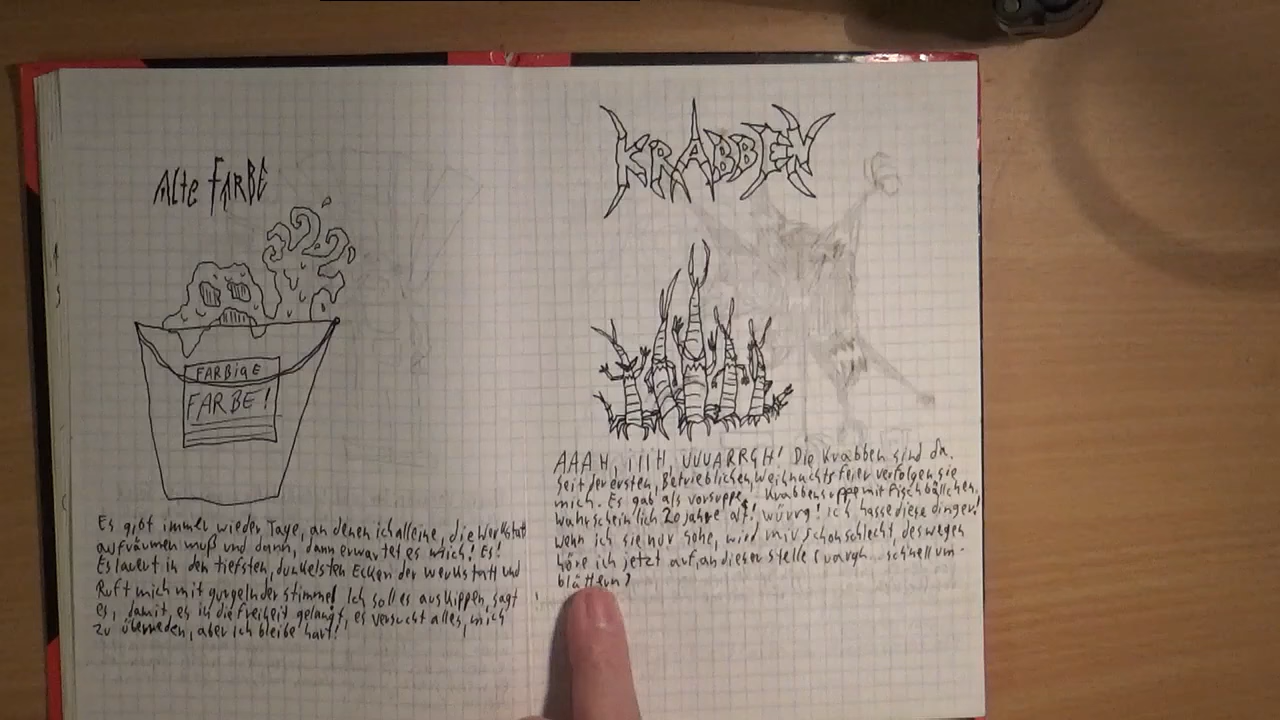 Alte FARBE
FARBIGE
FARBE!
Es gibt immer wieder Tage, an denen ich alleine, die Werkstat
aufräumen muß und dann, dann erwartet es mich! Es!
Es lauert in den tiefsten, dunkelsten Ecken der Werkstatt und
Ruft mich mit gurgelnder stimme! Ich soll es auskippen, sagt
es, damit, es in die Freiheit gelangt, es versucht alles, mich
zu überreden, aber ich bleibe hart!
KRABBEN
AAAH, IIIH, UUUARRGH! Die Krabben sind da.
Seit der ersten, Betrieblichen, Weihnachtsfeier verfolgen sie
mich. Es gab als vorsuppe, Krabbensuppe mit Fischbällchen,
wahrscheinlich 20 jahre alt! würrg! Ich hasse diese dinger!
wenn ich sie nur sehe, wird mir schon schlecht, deswegen
höre ich jetzt auf, an dieser stelle (uargh... schnell um-
blättern)